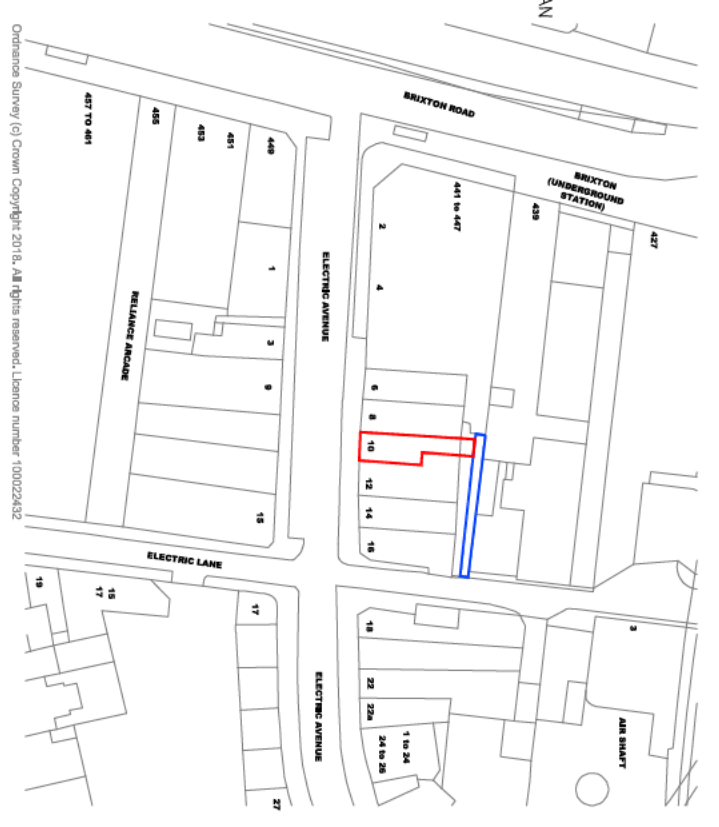 AN
BRIXTON ROAD
BRIXTON
(UNDERGROUND
STATION)
457 TO 461
455
453
451
449
441 to 447
439
427
2
4
1
3
9
15
ELECTRIC AVENUE
RELIANCE ARCADE
6
8
10
12
14
16
ELECTRIC LANE
19
17
15
17
18
22
22a
1 to 24
24 to 26
3
AIR SHAFT
ELECTRIC AVENUE
27
Ordnance Survey (c) Crown Copyright 2018. All rights reserved. Licence number 100022432